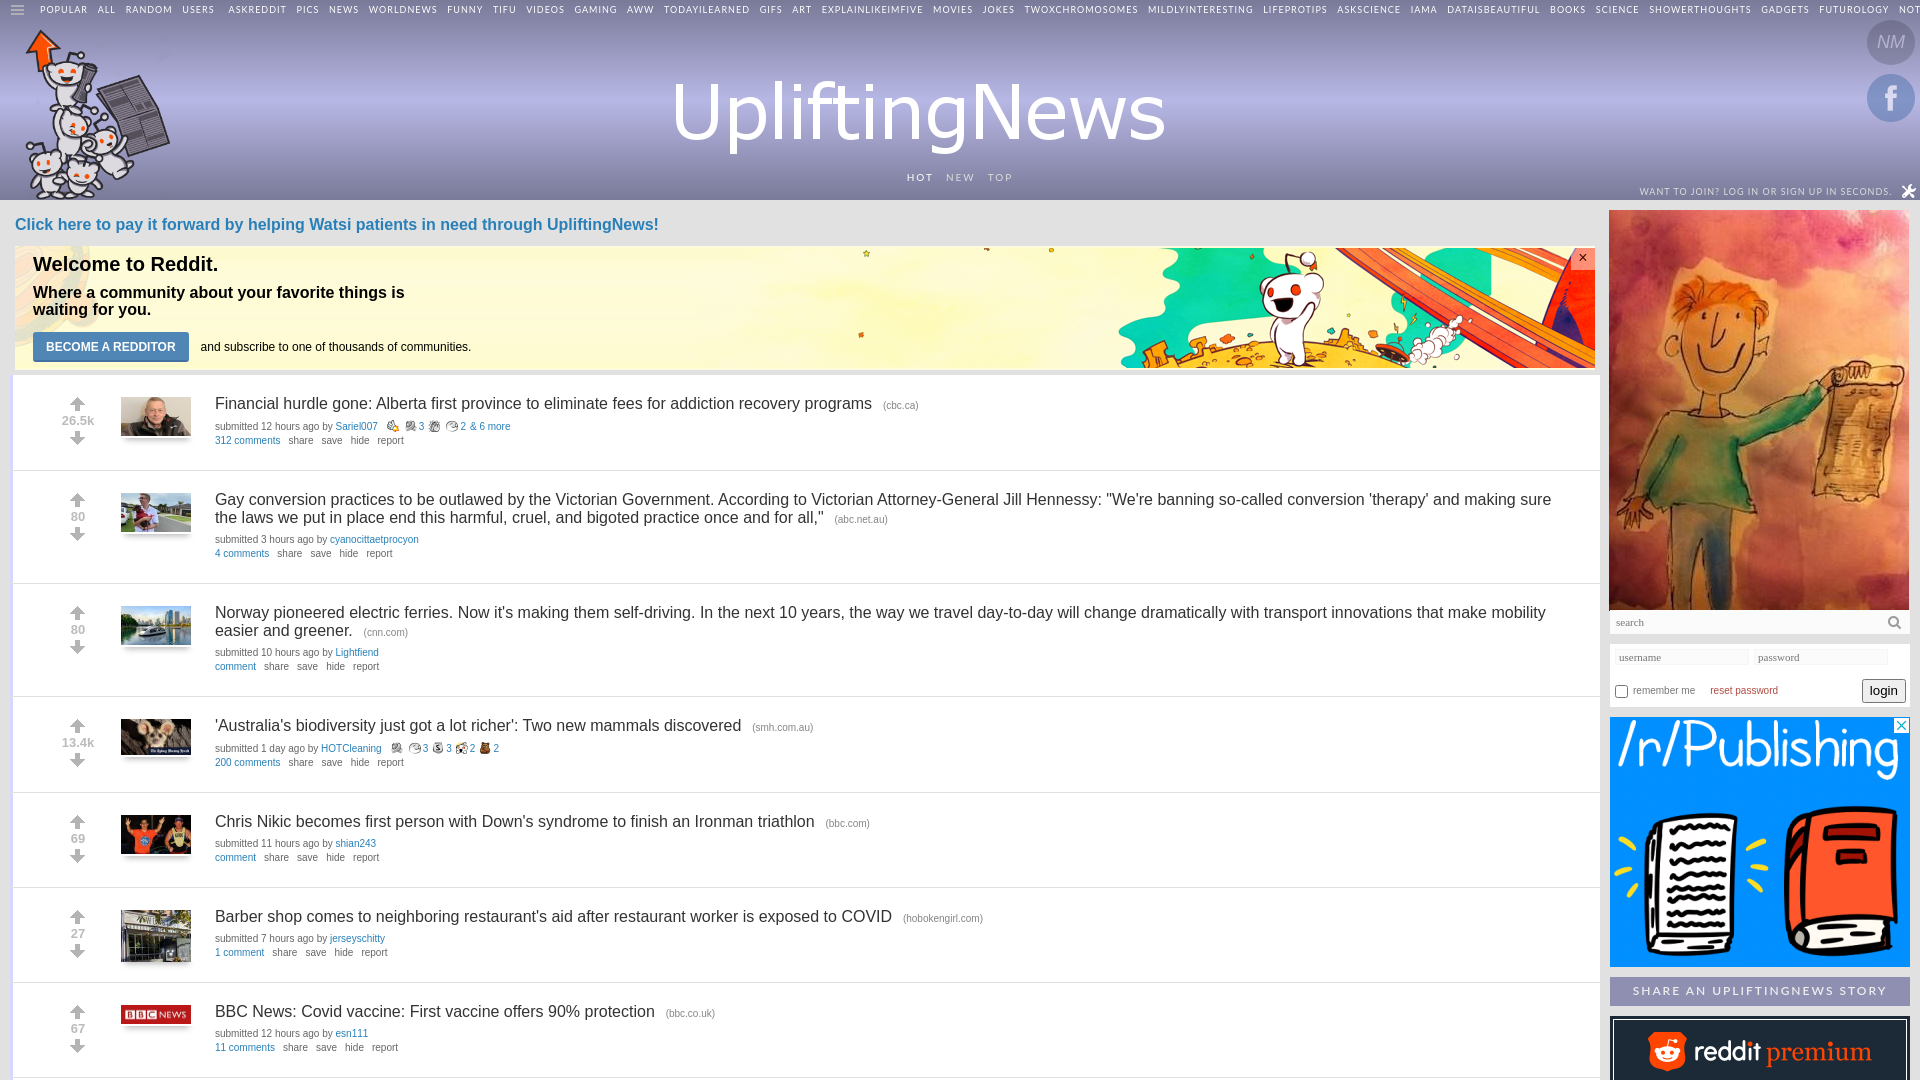 POPULAR ALL RANDOM USERS ASKREDDIT PICS NEWS WORLDNEWS FUNNY TIFU VIDEOS GAMING AWW TODAYILEARNED GIFS ART EXPLAINLIKEIMFIVE MOVIES JOKES TWOXCHROMOSOMES MILDLYINTERESTING LIFEPROTIPS ASKSCIENCE IAMA DATAISBEAUTIFUL BOOKS SCIENCE SHOWERTHOUGHTS GADGETS FUTUROLOGY NOT
NM
f
UpliftingNews
HOT NEW TOP
WANT TO JOIN? LOG IN OR SIGN UP IN SECONDS.
Click here to pay it forward by helping Watsi patients in need through UpliftingNews!
Welcome to Reddit.
×
Where a community about your favorite things is
waiting for you.
BECOME A REDDITOR and subscribe to one of thousands of communities.
26.5k
Financial hurdle gone: Alberta first province to eliminate fees for addiction recovery programs (cbc.ca)
submitted 12 hours ago by Sariel007 3 2 & 6 more
312 comments share save hide report
80
Gay conversion practices to be outlawed by the Victorian Government. According to Victorian Attorney-General Jill Hennessy: "We're banning so-called conversion 'therapy' and making sure
the laws we put in place end this harmful, cruel, and bigoted practice once and for all," (abc.net.au)
submitted 3 hours ago by cyanocittaetprocyon
4 comments share save hide report
80
Norway pioneered electric ferries. Now it's making them self-driving. In the next 10 years, the way we travel day-to-day will change dramatically with transport innovations that make mobility
easier and greener. (cnn.com)
submitted 10 hours ago by Lightfiend
comment share save hide report
13.4k
'Australia's biodiversity just got a lot richer': Two new mammals discovered (smh.com.au)
submitted 1 day ago by HOTCleaning 3 3 2 2
200 comments share save hide report
69
Chris Nikic becomes first person with Down's syndrome to finish an Ironman triathlon (bbc.com)
submitted 11 hours ago by shian243
comment share save hide report
27
Barber shop comes to neighboring restaurant's aid after restaurant worker is exposed to COVID (hobokengirl.com)
submitted 7 hours ago by jerseyschitty
1 comment share save hide report
67
BBC NEWS
BBC News: Covid vaccine: First vaccine offers 90% protection (bbc.co.uk)
submitted 12 hours ago by esn111
11 comments share save hide report
search
username password
remember me reset password login
/r/Publishing
SHARE AN UPLIFTINGNEWS STORY
reddit premium